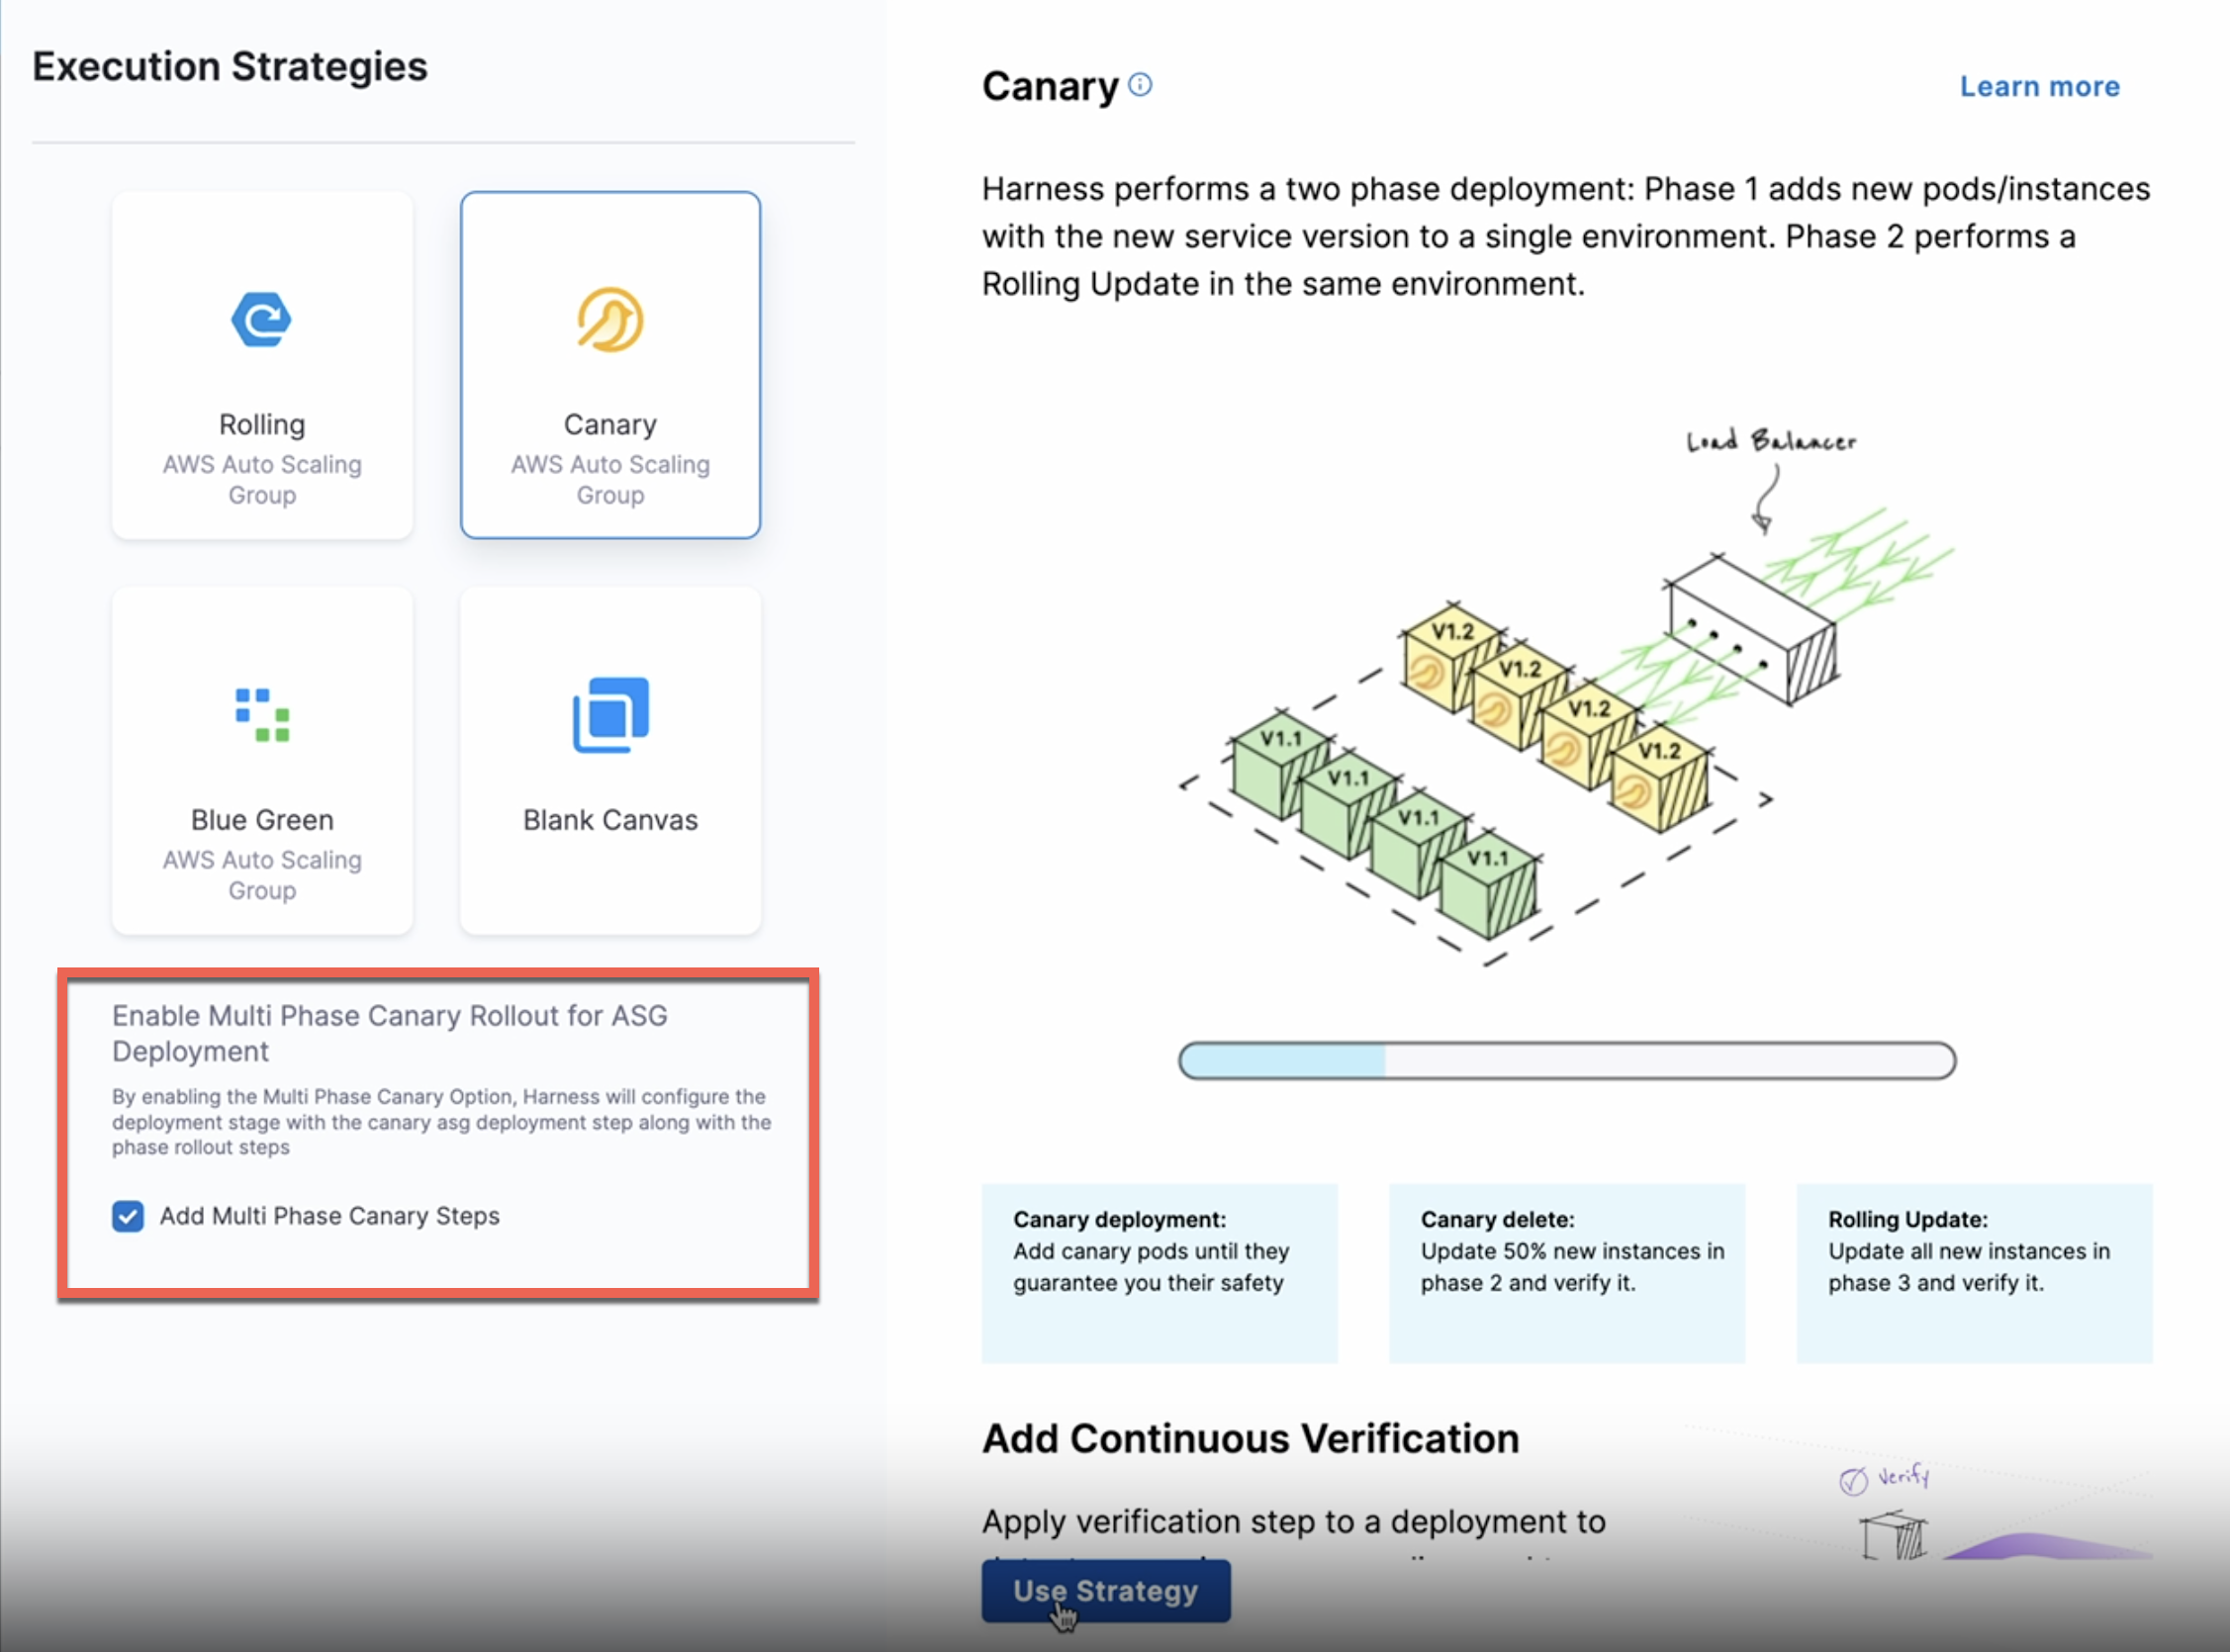 Execution Strategies
Rolling
AWS Auto Scaling
Group
Canary
AWS Auto Scaling
Group
Blue Green
AWS Auto Scaling
Group
Blank Canvas
Enable Multi Phase Canary Rollout for ASG
Deployment
By enabling the Multi Phase Canary Option, Harness will configure the
deployment stage with the canary asg deployment step along with the
phase rollout steps
Add Multi Phase Canary Steps
Canary
Learn more
Harness performs a two phase deployment: Phase 1 adds new pods/instances
with the new service version to a single environment. Phase 2 performs a
Rolling Update in the same environment.
Load Balancer
V1.2
V1.2
V1.2
V1.2
V1.1
V1.1
V1.1
V1.1
Canary deployment:
Add canary pods until they
guarantee you their safety
Canary delete:
Update 50% new instances in
phase 2 and verify it.
Rolling Update:
Update all new instances in
phase 3 and verify it.
Add Continuous Verification
Verify
Apply verification step to a deployment to
Use Strategy